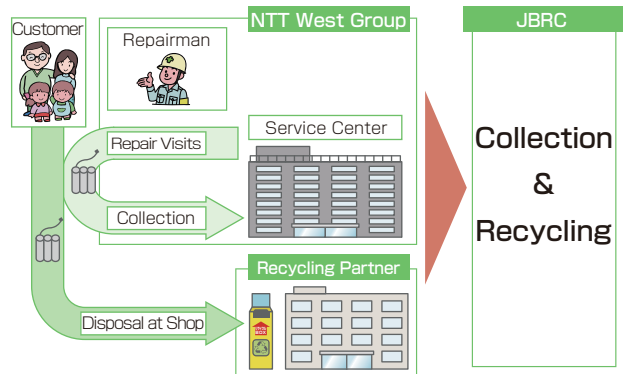 Customer
NTT West Group
JBRC
Repairman
Repair Visits
Service Center
Collection
Collection
&
Recycling
Recycling Partner
Disposal at Shop